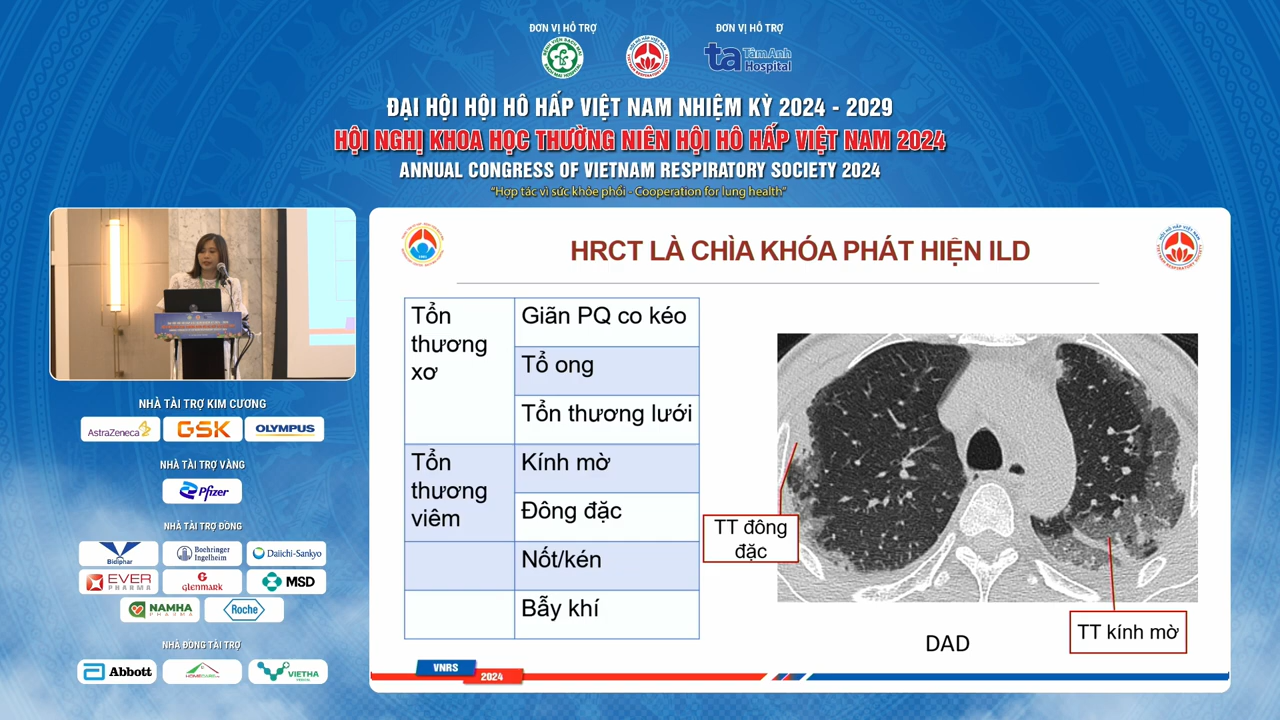 ĐƠN VỊ HỖ TRỢ
ĐƠN VỊ HỖ TRỢ
ta TâmAnh
Hospital
ĐẠI HỘI HỘI HÔ HẤP VIỆT NAM NHIỆM KỲ 2024 - 2029
HỘI NGHỊ KHOA HỌC THƯỜNG NIÊN HỘI HÔ HẤP VIỆT NAM 2024
ANNUAL CONGRESS OF VIETNAM RESPIRATORY SOCIETY 2024
"Hợp tác vì sức khỏe phổi - Cooperation for lung health"
NHÀ TÀI TRỢ KIM CƯƠNG
AstraZeneca
GSK
OLYMPUS
NHÀ TÀI TRỢ VÀNG
Pfizer
NHÀ TÀI TRỢ ĐỒNG
Bidiphar
Boehringer
Ingelheim
Daiichi-Sankyo
EVER
PHARMA
GLENMARK
MSD
NAMHA
PHARMA
Roche
NHÀ ĐỒNG TÀI TRỢ
Abbott
VIETHA
HRCT LÀ CHÌA KHÓA PHÁT HIỆN ILD
Tổn
thương
xơ
Giãn PQ co kéo
Tổ ong
Tổn thương lưới
Tổn
thương
viêm
Kính mờ
Đông đặc
Nốt/kén
Bẫy khí
TT đông
đặc
TT kính mờ
DAD
VNRS
2024